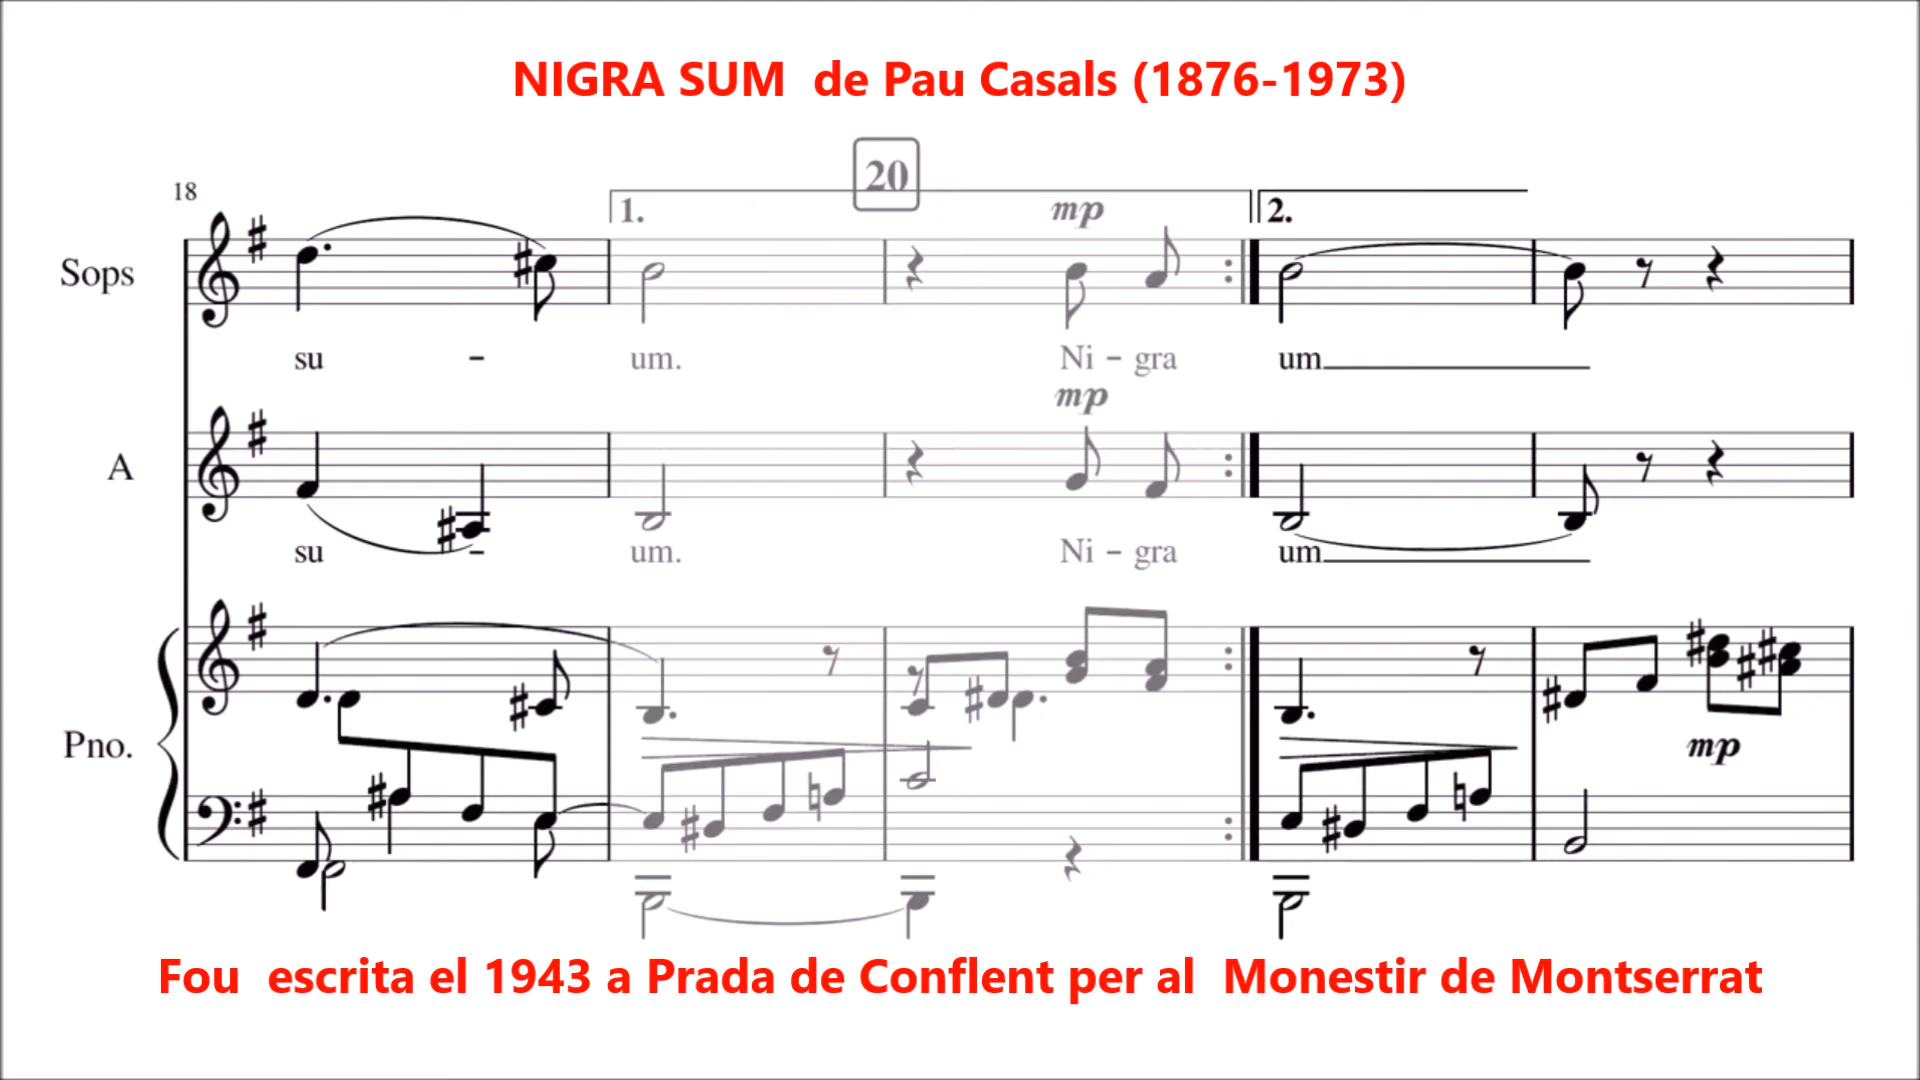 NIGRA SUM  de Pau Casals (1876-1973)
20
18
1.
mp
2.
Sops
su - um. Ni - gra um
mp
A
su - um. Ni - gra um
Pno.
mp
Fou  escrita el 1943 a Prada de Conflent per al  Monestir de Montserrat